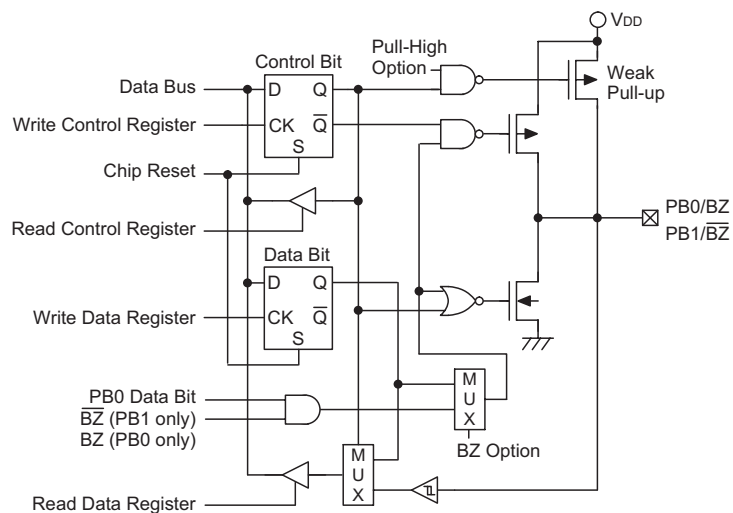 VDD
Pull-High
Option
Control Bit
Weak
Pull-up
Data Bus
D Q
Write Control Register
CK Q̅
S
Chip Reset
PB0/BZ
PB1/B̅Z̅
Read Control Register
Data Bit
D Q
Write Data Register
CK Q̅
S
M
U
X
PB0 Data Bit
B̅Z̅ (PB1 only)
BZ (PB0 only)
BZ Option
M
U
X
Read Data Register